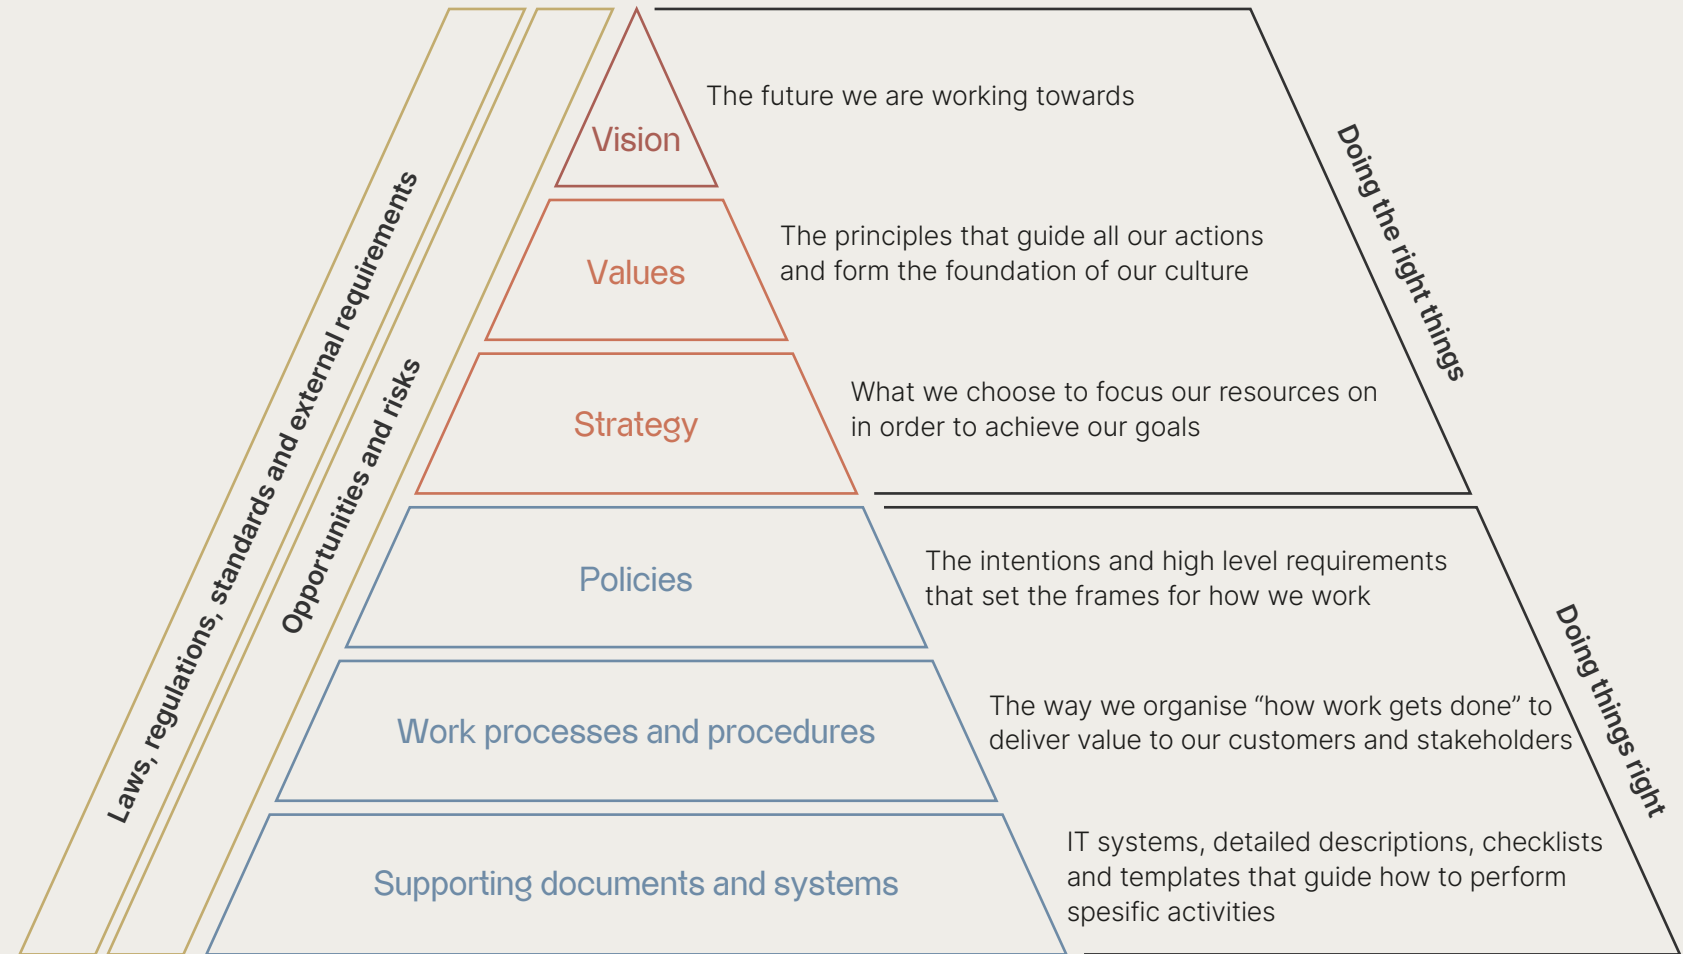 Laws, regulations, standards and external requirements
Opportunities and risks
Vision
The future we are working towards
Values
The principles that guide all our actions
and form the foundation of our culture
Strategy
What we choose to focus our resources on
in order to achieve our goals
Doing the right things
Policies
The intentions and high level requirements
that set the frames for how we work
Work processes and procedures
The way we organise “how work gets done” to
deliver value to our customers and stakeholders
Supporting documents and systems
IT systems, detailed descriptions, checklists
and templates that guide how to perform
spesific activities
Doing things right